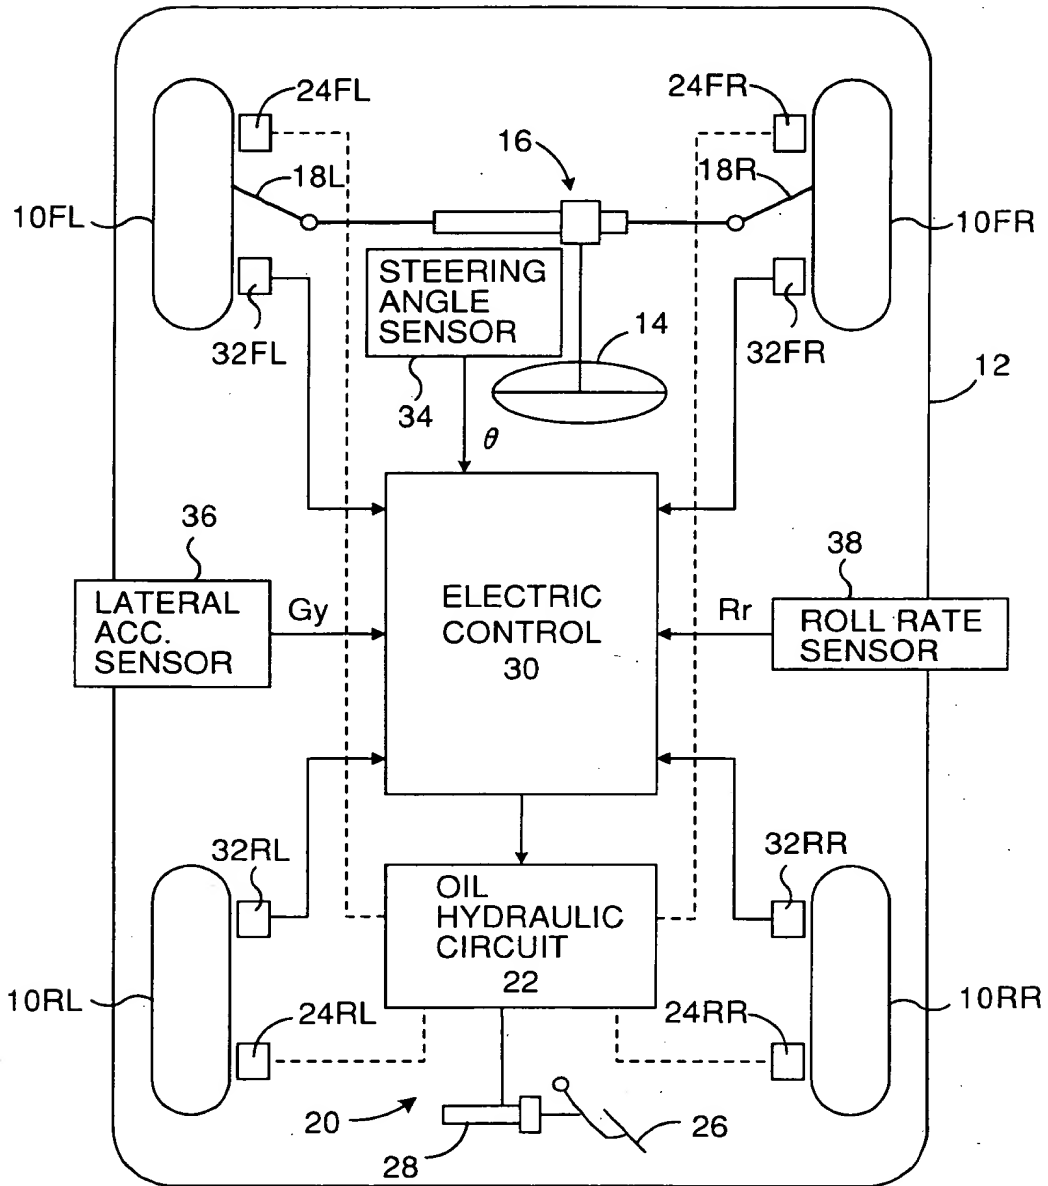 24FL
24FR
16
18L
18R
10FL
10FR
STEERING
ANGLE
SENSOR
14
32FL
32FR
12
34
θ
36
38
LATERAL
ACC.
SENSOR
Gy
ELECTRIC
CONTROL
30
Rr
ROLL RATE
SENSOR
32RL
32RR
OIL
HYDRAULIC
CIRCUIT
22
10RL
10RR
24RL
24RR
20
26
28